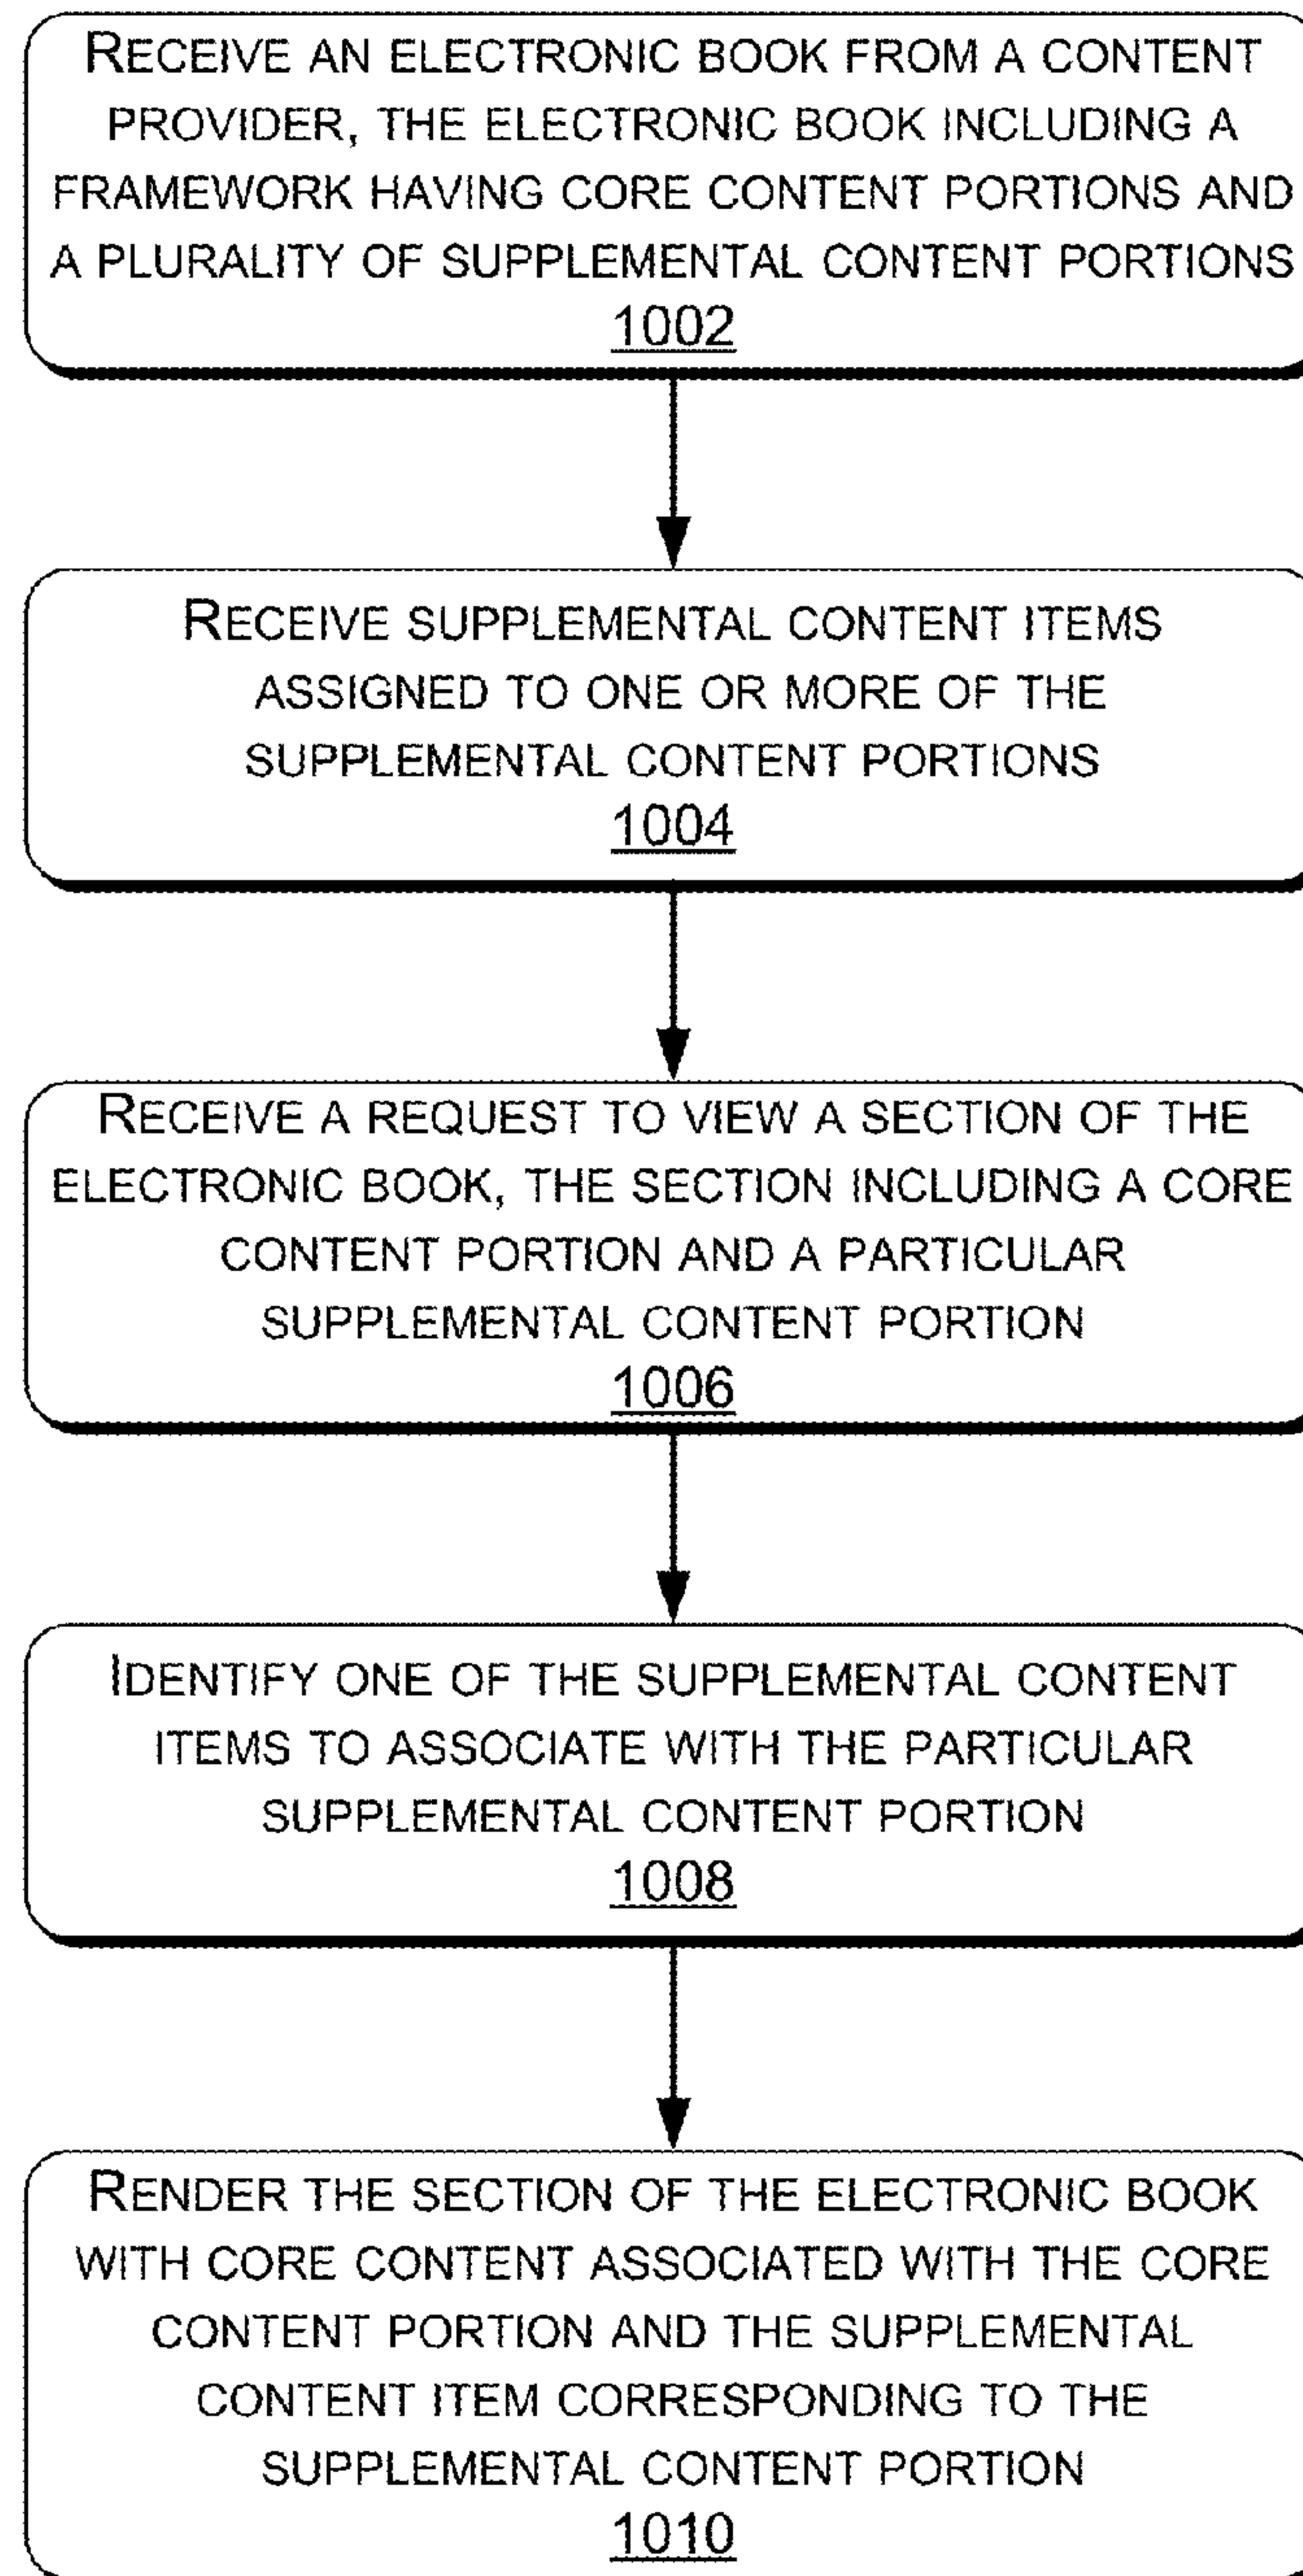 RECEIVE AN ELECTRONIC BOOK FROM A CONTENT
PROVIDER, THE ELECTRONIC BOOK INCLUDING A
FRAMEWORK HAVING CORE CONTENT PORTIONS AND
A PLURALITY OF SUPPLEMENTAL CONTENT PORTIONS
1002
RECEIVE SUPPLEMENTAL CONTENT ITEMS
ASSIGNED TO ONE OR MORE OF THE
SUPPLEMENTAL CONTENT PORTIONS
1004
RECEIVE A REQUEST TO VIEW A SECTION OF THE
ELECTRONIC BOOK, THE SECTION INCLUDING A CORE
CONTENT PORTION AND A PARTICULAR
SUPPLEMENTAL CONTENT PORTION
1006
IDENTIFY ONE OF THE SUPPLEMENTAL CONTENT
ITEMS TO ASSOCIATE WITH THE PARTICULAR
SUPPLEMENTAL CONTENT PORTION
1008
RENDER THE SECTION OF THE ELECTRONIC BOOK
WITH CORE CONTENT ASSOCIATED WITH THE CORE
CONTENT PORTION AND THE SUPPLEMENTAL
CONTENT ITEM CORRESPONDING TO THE
SUPPLEMENTAL CONTENT PORTION
1010